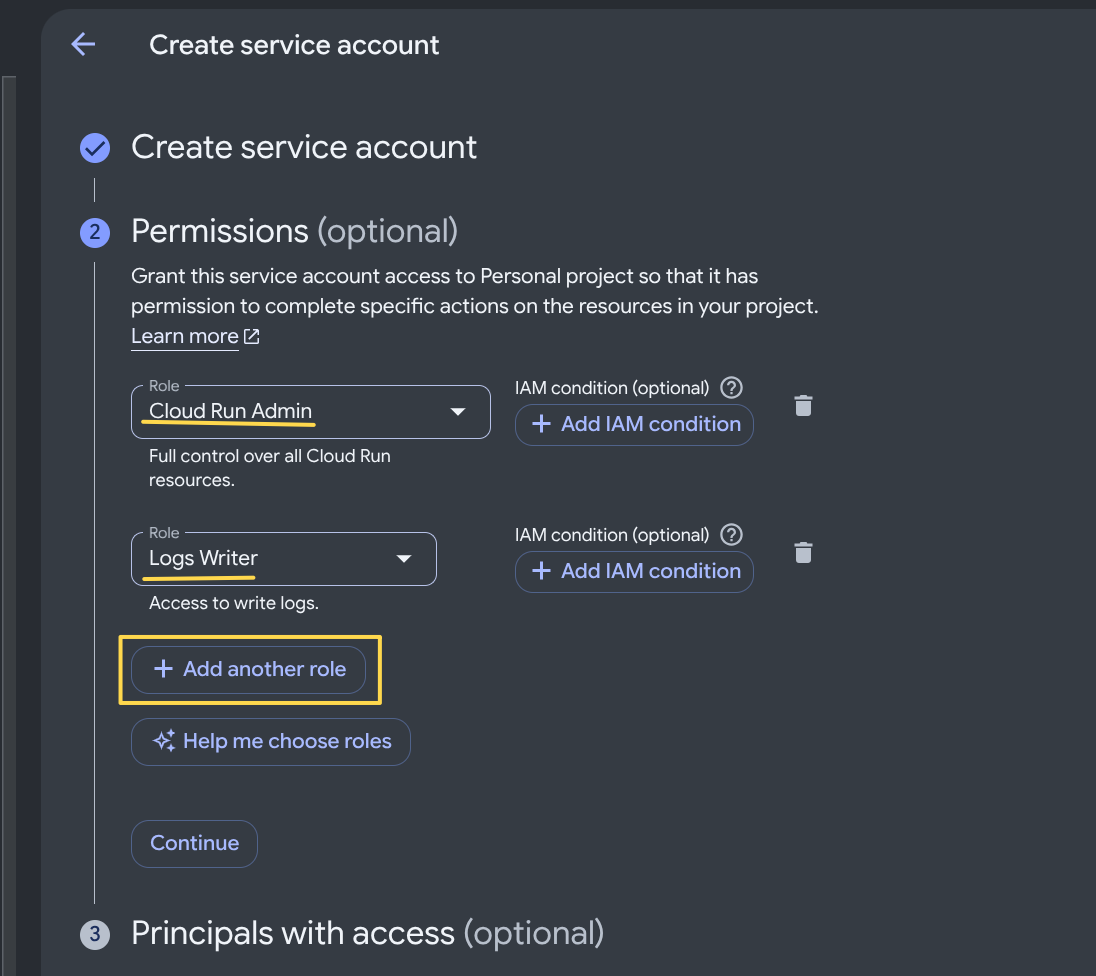 Create service account
Create service account
2
Permissions (optional)
Grant this service account access to Personal project so that it has
permission to complete specific actions on the resources in your project.
Learn more
Role
Cloud Run Admin
IAM condition (optional) ?
+ Add IAM condition
Full control over all Cloud Run
resources.
Role
Logs Writer
IAM condition (optional) ?
+ Add IAM condition
Access to write logs.
+ Add another role
Help me choose roles
Continue
3
Principals with access (optional)